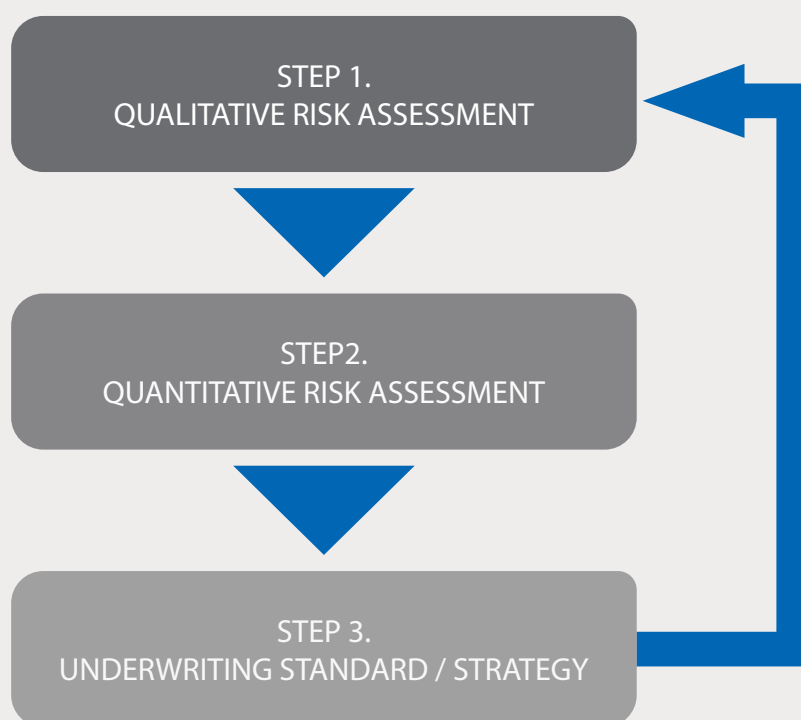 STEP 1.
QUALITATIVE RISK ASSESSMENT
STEP2.
QUANTITATIVE RISK ASSESSMENT
STEP 3.
UNDERWRITING STANDARD / STRATEGY